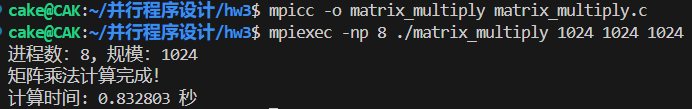 cake@CAK:~/并行程序设计/hw3$ mpicc -o matrix_multiply matrix_multiply.c
cake@CAK:~/并行程序设计/hw3$ mpiexec -np 8 ./matrix_multiply 1024 1024 1024
进程数: 8, 规模: 1024
矩阵乘法计算完成!
计算时间: 0.832803 秒